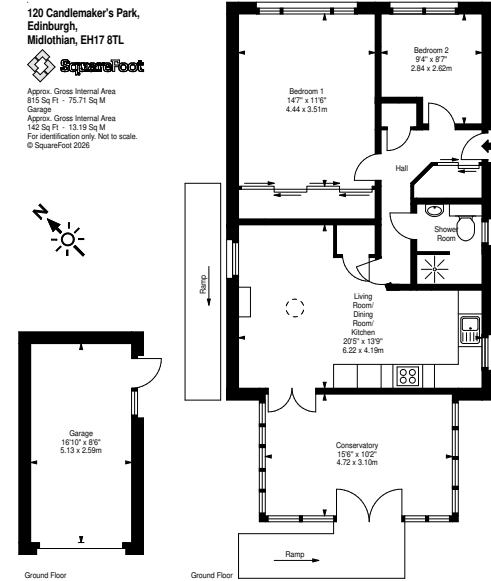 120 Candlemaker's Park,
Edinburgh,
Midlothian, EH17 8TL
SquareFoot
Approx. Gross Internal Area
815 Sq Ft - 75.71 Sq M
Garage
Approx. Gross Internal Area
142 Sq Ft - 13.19 Sq M
For identification only. Not to scale.
© SquareFoot 2026
Bedroom 1
14'7" x 11'6"
4.44 x 3.51m
Bedroom 2
9'4" x 8'7"
2.84 x 2.62m
Hall
Shower
Room
N
Ramp
Living
Room/
Dining
Room/
Kitchen
20'5" x 13'9"
6.22 x 4.19m
Garage
16'10" x 8'6"
5.13 x 2.59m
Conservatory
15'6" x 10'2"
4.72 x 3.10m
Ramp
Ground Floor
Ground Floor